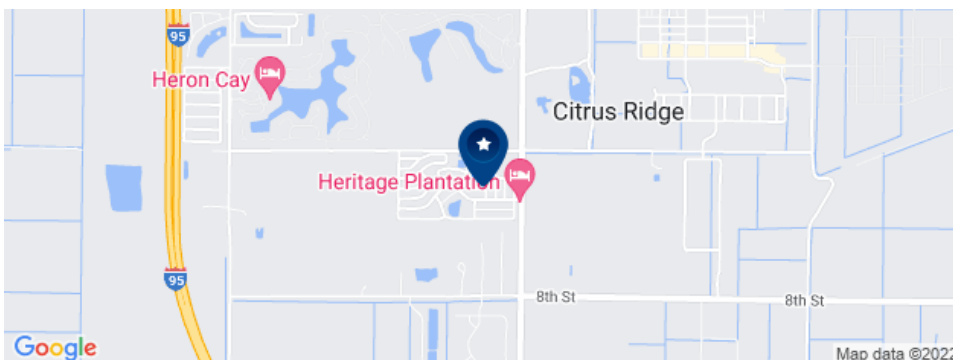 95
Heron Cay
Citrus Ridge
Heritage Plantation
95
8th St
8th St
Google
Map data ©2022